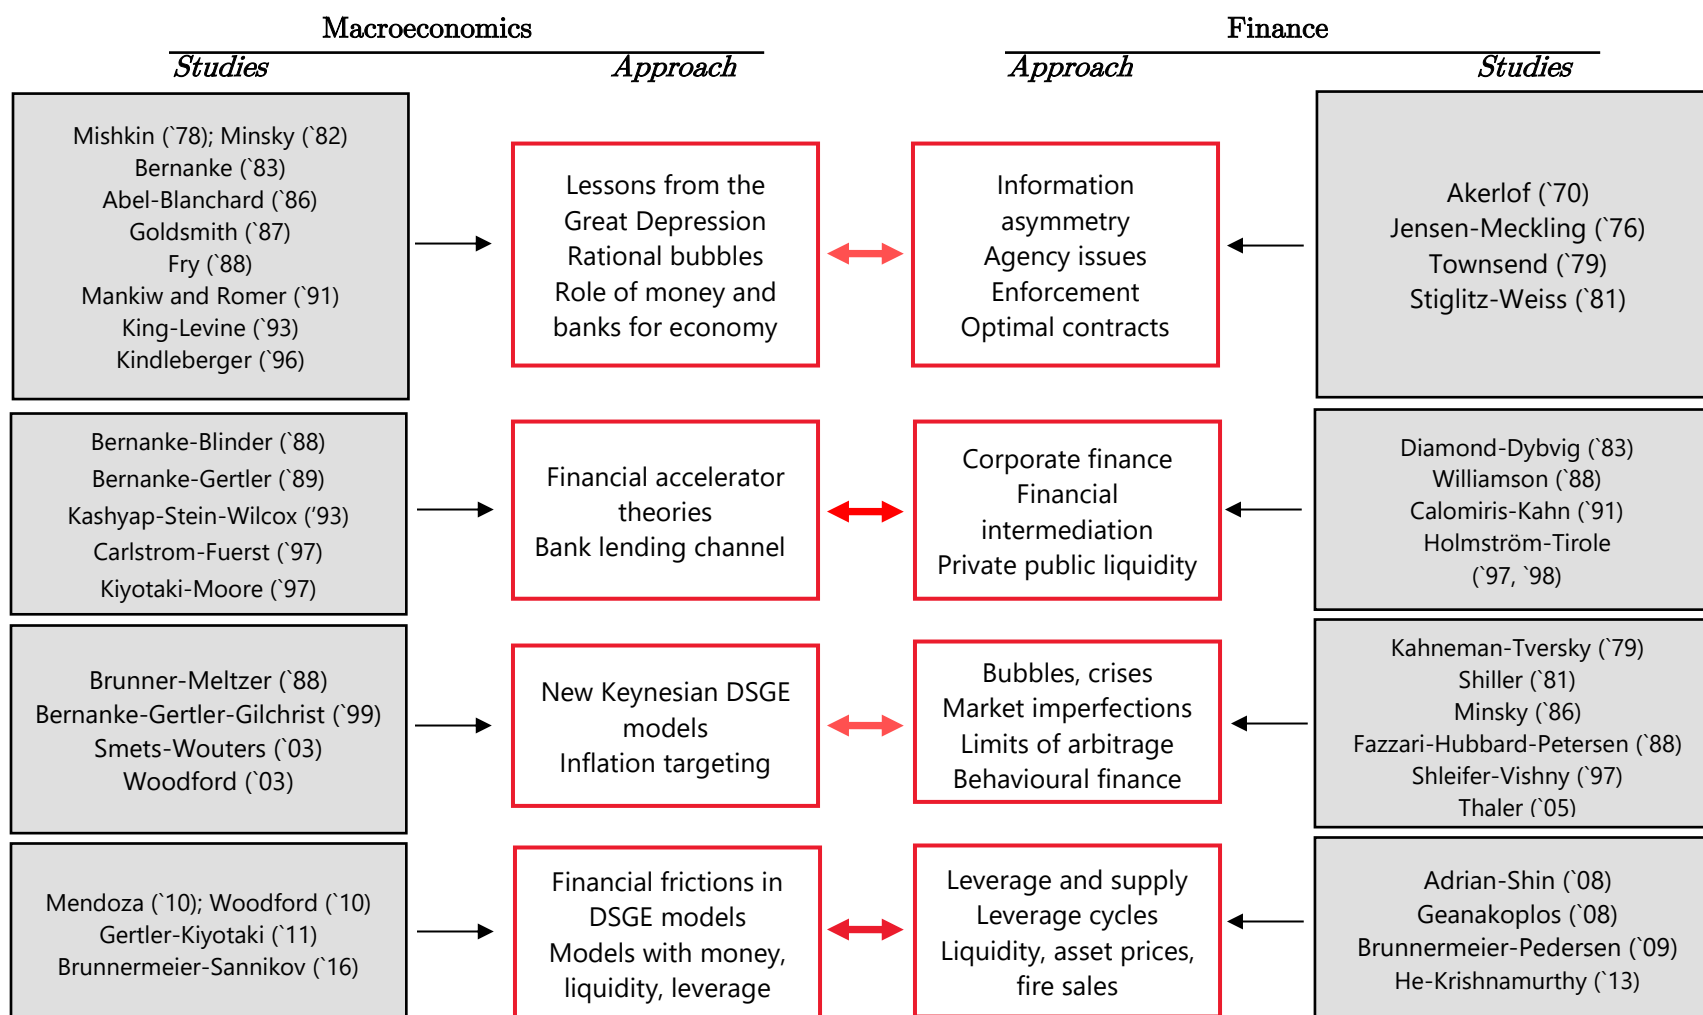 Macroeconomics
Finance
Studies
Approach
Approach
Studies
Mishkin (`78); Minsky (`82)
Bernanke (`83)
Abel-Blanchard (`86)
Goldsmith (`87)
Fry (`88)
Mankiw and Romer (`91)
King-Levine (`93)
Kindleberger (`96)
Lessons from the
Great Depression
Rational bubbles
Role of money and
banks for economy
Information
asymmetry
Agency issues
Enforcement
Optimal contracts
Akerlof (`70)
Jensen-Meckling (`76)
Townsend (`79)
Stiglitz-Weiss (`81)
Bernanke-Blinder (`88)
Bernanke-Gertler (`89)
Kashyap-Stein-Wilcox (’93)
Carlstrom-Fuerst (`97)
Kiyotaki-Moore (`97)
Financial accelerator
theories
Bank lending channel
Corporate finance
Financial
intermediation
Private public liquidity
Diamond-Dybvig (`83)
Williamson (`88)
Calomiris-Kahn (`91)
Holmström-Tirole
(`97, `98)
Brunner-Meltzer (`88)
Bernanke-Gertler-Gilchrist (`99)
Smets-Wouters (`03)
Woodford (`03)
New Keynesian DSGE
models
Inflation targeting
Bubbles, crises
Market imperfections
Limits of arbitrage
Behavioural finance
Kahneman-Tversky (`79)
Shiller (`81)
Minsky (`86)
Fazzari-Hubbard-Petersen (`88)
Shleifer-Vishny (`97)
Thaler (`05)
Mendoza (`10); Woodford (`10)
Gertler-Kiyotaki (`11)
Brunnermeier-Sannikov (`16)
Financial frictions in
DSGE models
Models with money,
liquidity, leverage
Leverage and supply
Leverage cycles
Liquidity, asset prices,
fire sales
Adrian-Shin (`08)
Geanakoplos (`08)
Brunnermeier-Pedersen (`09)
He-Krishnamurthy (`13)